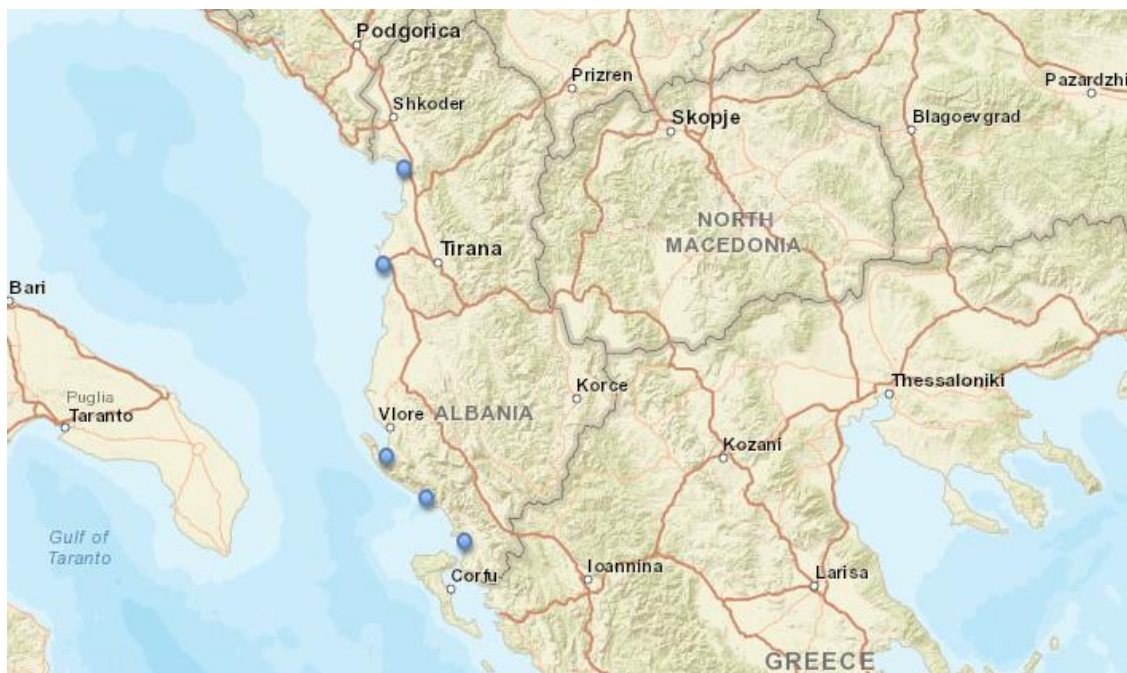 Podgorica
Prizren
Pazardzhi
Shkoder
Skopje
Blagoevgrad
NORTH
MACEDONIA
Tirana
Bari
Korce
Thessaloniki
Puglia
Taranto
Vlore
ALBANIA
Kozani
Gulf of
Taranto
Corfu
Ioannina
Larisa
GREECE